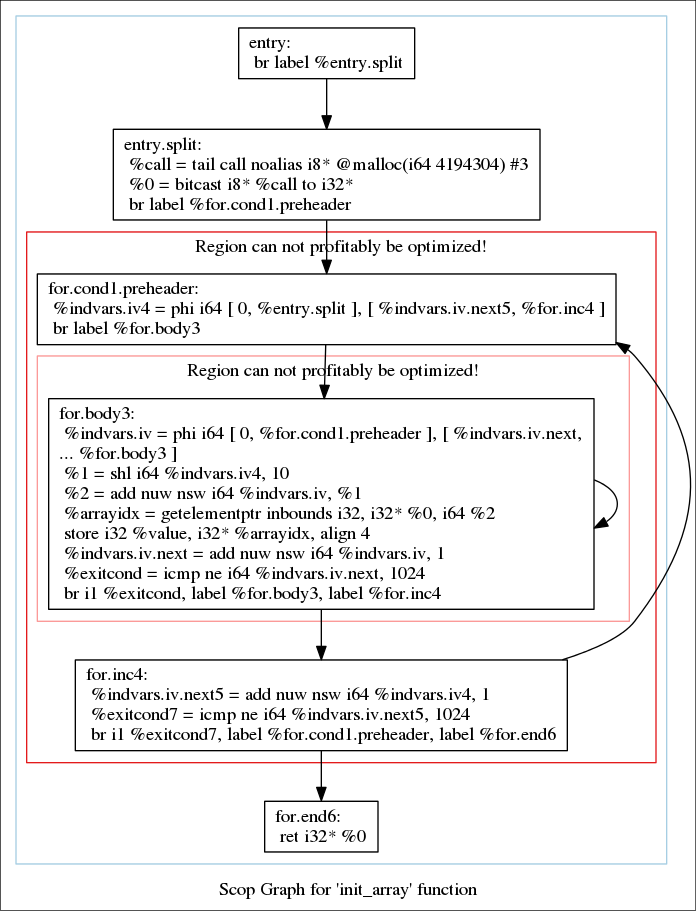 entry:
br label %entry.split
entry.split:
%call = tail call noalias i8* @malloc(i64 4194304) #3
%0 = bitcast i8* %call to i32*
br label %for.cond1.preheader
Region can not profitably be optimized!
for.cond1.preheader:
%indvars.iv4 = phi i64 [ 0, %entry.split ], [ %indvars.iv.next5, %for.inc4 ]
br label %for.body3
Region can not profitably be optimized!
for.body3:
%indvars.iv = phi i64 [ 0, %for.cond1.preheader ], [ %indvars.iv.next,
... %for.body3 ]
%1 = shl i64 %indvars.iv4, 10
%2 = add nuw nsw i64 %indvars.iv, %1
%arrayidx = getelementptr inbounds i32, i32* %0, i64 %2
store i32 %value, i32* %arrayidx, align 4
%indvars.iv.next = add nuw nsw i64 %indvars.iv, 1
%exitcond = icmp ne i64 %indvars.iv.next, 1024
br i1 %exitcond, label %for.body3, label %for.inc4
for.inc4:
%indvars.iv.next5 = add nuw nsw i64 %indvars.iv4, 1
%exitcond7 = icmp ne i64 %indvars.iv.next5, 1024
br i1 %exitcond7, label %for.cond1.preheader, label %for.end6
for.end6:
ret i32* %0
Scop Graph for 'init_array' function